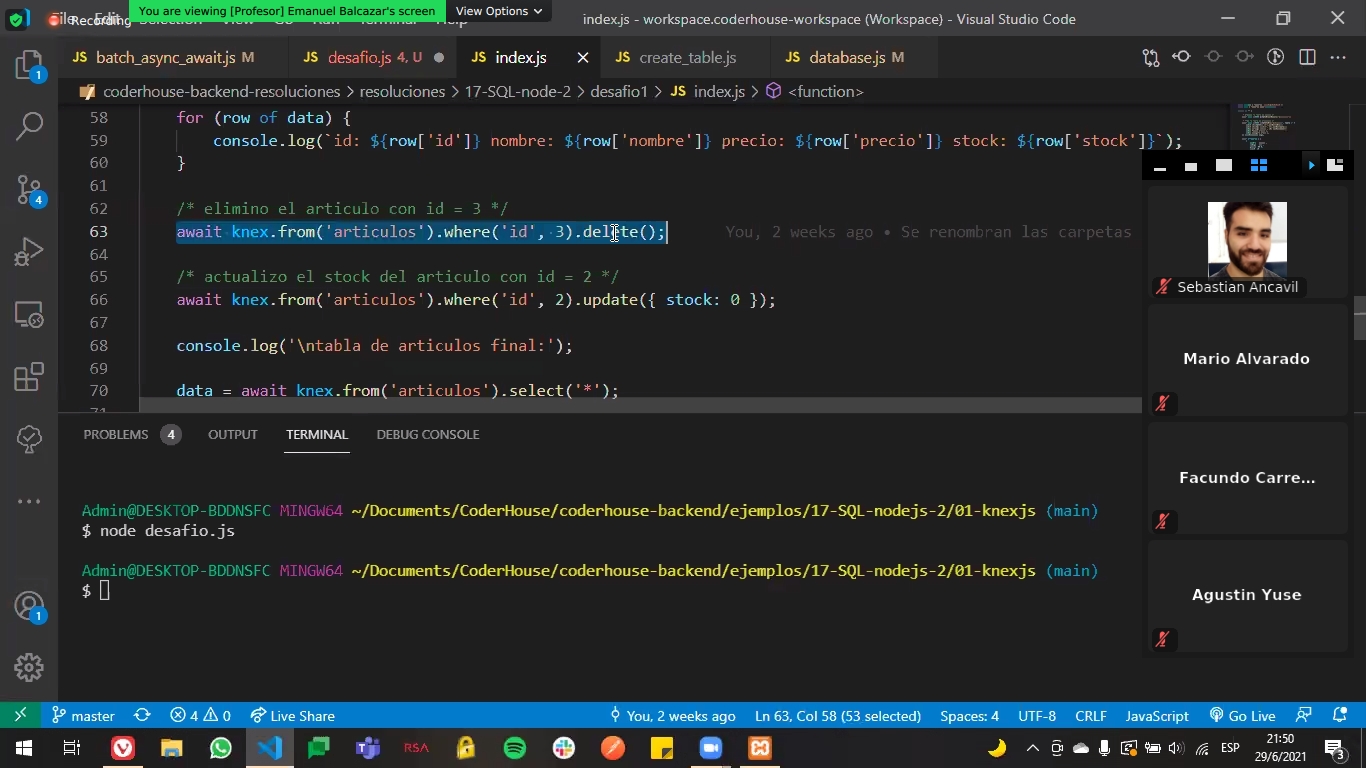 You are viewing [Profesor] Emanuel Balcazar's screen
View Options
Recording
index.js - workspace.coderhouse-workspace (Workspace) - Visual Studio Code
JS batch_async_await.js M
JS desafio.js 4, U
JS index.js
JS create_table.js
JS database.js M
coderhouse-backend-resoluciones > resoluciones > 17-SQL-node-2 > desafio1 > JS index.js > <function>
58 for (row of data) {
59 console.log(`id: ${row['id']} nombre: ${row['nombre']} precio: ${row['precio']} stock: ${row['stock']}`);
60 }
61
62 /* elimino el articulo con id = 3 */
63 await knex.from('articulos').where('id', 3).delete(); You, 2 weeks ago • Se renombran las carpetas
64
65 /* actualizo el stock del articulo con id = 2 */
66 await knex.from('articulos').where('id', 2).update({ stock: 0 });
67
68 console.log('\ntabla de articulos final:');
69
70 data = await knex.from('articulos').select('*');
71
PROBLEMS 4 OUTPUT TERMINAL DEBUG CONSOLE
Admin@DESKTOP-BDDNSFC MINGW64 ~/Documents/CoderHouse/coderhouse-backend/ejemplos/17-SQL-nodejs-2/01-knexjs (main)
$ node desafio.js
Admin@DESKTOP-BDDNSFC MINGW64 ~/Documents/CoderHouse/coderhouse-backend/ejemplos/17-SQL-nodejs-2/01-knexjs (main)
$
Sebastian Ancavil
Mario Alvarado
Facundo Carre...
Agustin Yuse
1
4
1
master
4 0
Live Share
You, 2 weeks ago
Ln 63, Col 58 (53 selected)
Spaces: 4
UTF-8
CRLF
JavaScript
Go Live
RSA
ESP
21:50
29/6/2021
3